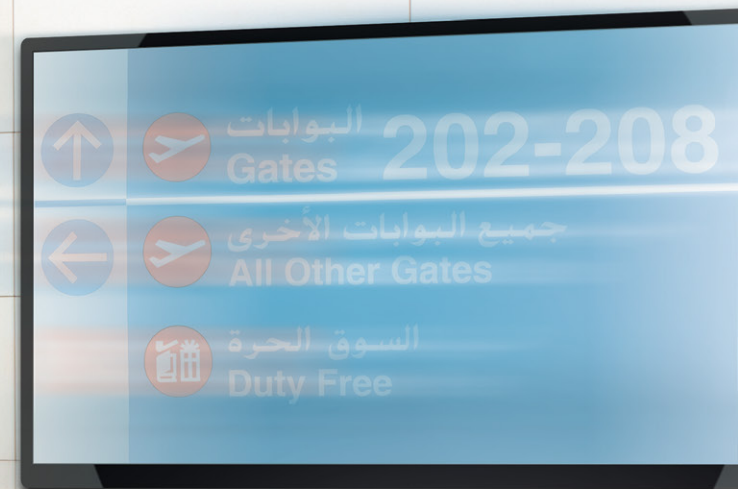 البوابات
Gates 202-208
جميع البوابات الأخرى
All Other Gates
السوق الحرة
Duty Free